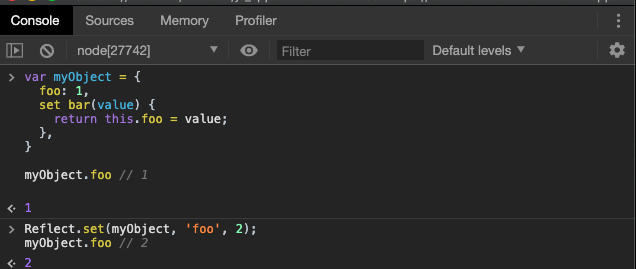 Console Sources Memory Profiler
node[27742] Filter Default levels
var myObject = {
foo: 1,
set bar(value) {
return this.foo = value;
},
}
myObject.foo // 1
1
Reflect.set(myObject, 'foo', 2);
myObject.foo // 2
2